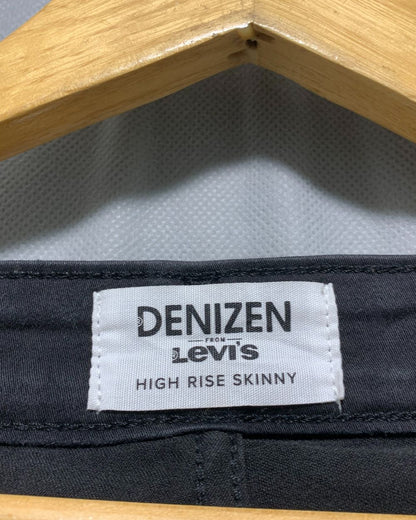 DENIZEN
FROM
Levi's
HIGH RISE SKINNY